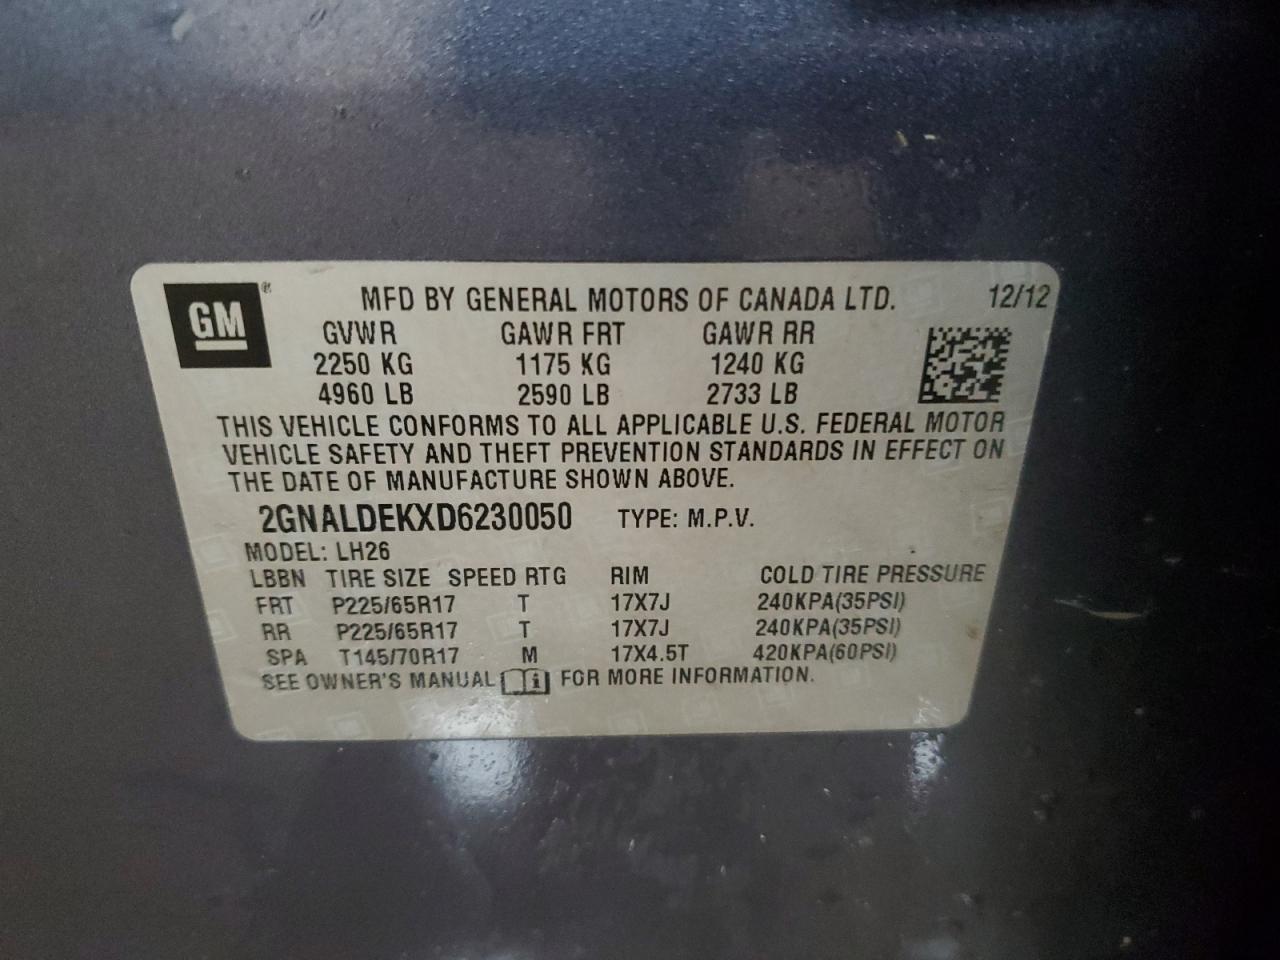 GM ® MFD BY GENERAL MOTORS OF CANADA LTD. 12/12
GVWR GAWR FRT GAWR RR
2250 KG 1175 KG 1240 KG
4960 LB 2590 LB 2733 LB
THIS VEHICLE CONFORMS TO ALL APPLICABLE U.S. FEDERAL MOTOR
VEHICLE SAFETY AND THEFT PREVENTION STANDARDS IN EFFECT ON
THE DATE OF MANUFACTURE SHOWN ABOVE.
2GNALDEKXD6230050 TYPE: M.P.V.
MODEL: LH26
LBBN TIRE SIZE SPEED RTG RIM COLD TIRE PRESSURE
FRT P225/65R17 T 17X7J 240KPA(35PSI)
RR P225/65R17 T 17X7J 240KPA(35PSI)
SPA T145/70R17 M 17X4.5T 420KPA(60PSI)
SEE OWNER'S MANUAL i FOR MORE INFORMATION.